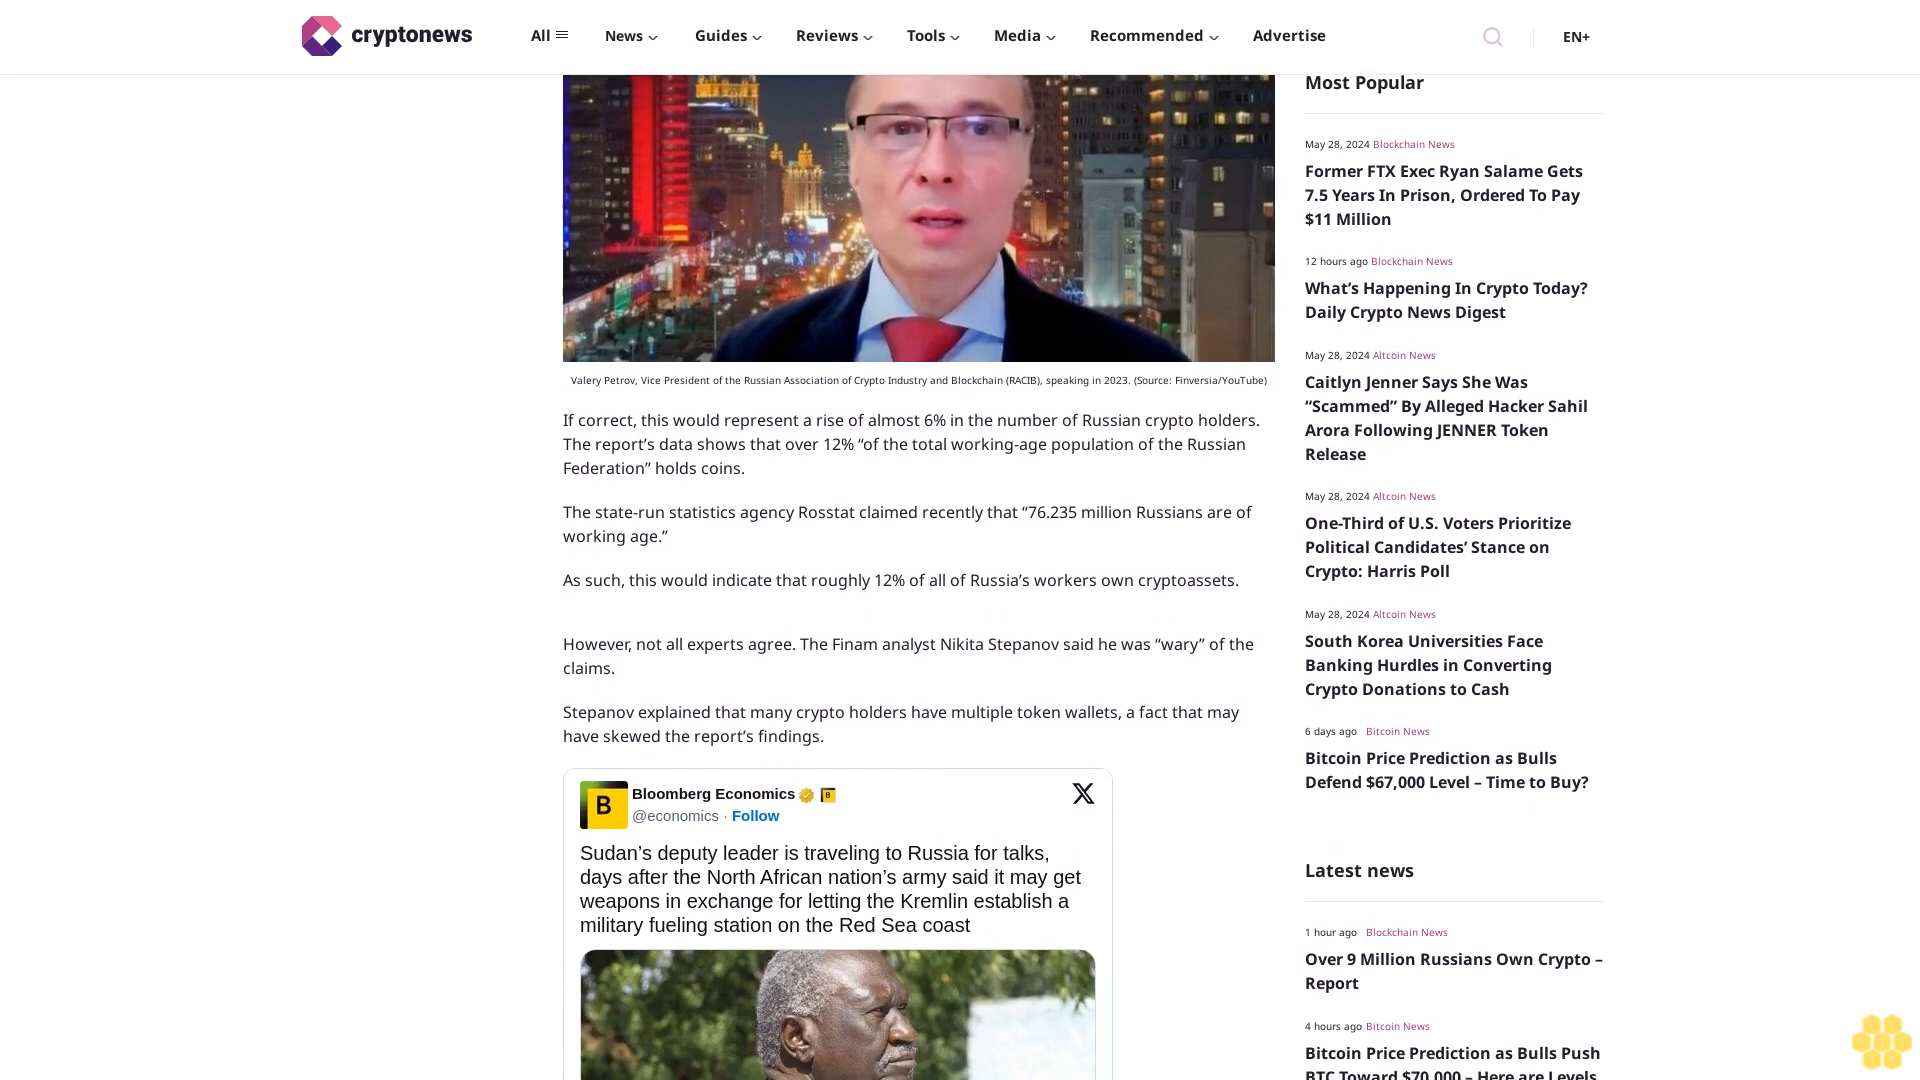 cryptonews
All
News
Guides
Reviews
Tools
Media
Recommended
Advertise
EN+
Valery Petrov, Vice President of the Russian Association of Crypto Industry and Blockchain (RACIB), speaking in 2023. (Source: Finversia/YouTube)
If correct, this would represent a rise of almost 6% in the number of Russian crypto holders.
The report’s data shows that over 12% “of the total working-age population of the Russian
Federation” holds coins.
The state-run statistics agency Rosstat claimed recently that “76.235 million Russians are of
working age.”
As such, this would indicate that roughly 12% of all of Russia’s workers own cryptoassets.
However, not all experts agree. The Finam analyst Nikita Stepanov said he was “wary” of the
claims.
Stepanov explained that many crypto holders have multiple token wallets, a fact that may
have skewed the report’s findings.
B
Bloomberg Economics
B
@economics · Follow
Sudan’s deputy leader is traveling to Russia for talks,
days after the North African nation’s army said it may get
weapons in exchange for letting the Kremlin establish a
military fueling station on the Red Sea coast
Most Popular
May 28, 2024 Blockchain News
Former FTX Exec Ryan Salame Gets
7.5 Years In Prison, Ordered To Pay
$11 Million
12 hours ago Blockchain News
What’s Happening In Crypto Today?
Daily Crypto News Digest
May 28, 2024 Altcoin News
Caitlyn Jenner Says She Was
“Scammed” By Alleged Hacker Sahil
Arora Following JENNER Token
Release
May 28, 2024 Altcoin News
One-Third of U.S. Voters Prioritize
Political Candidates’ Stance on
Crypto: Harris Poll
May 28, 2024 Altcoin News
South Korea Universities Face
Banking Hurdles in Converting
Crypto Donations to Cash
6 days ago Bitcoin News
Bitcoin Price Prediction as Bulls
Defend $67,000 Level – Time to Buy?
Latest news
1 hour ago Blockchain News
Over 9 Million Russians Own Crypto –
Report
4 hours ago Bitcoin News
Bitcoin Price Prediction as Bulls Push
BTC Toward $70,000 – Here are Levels